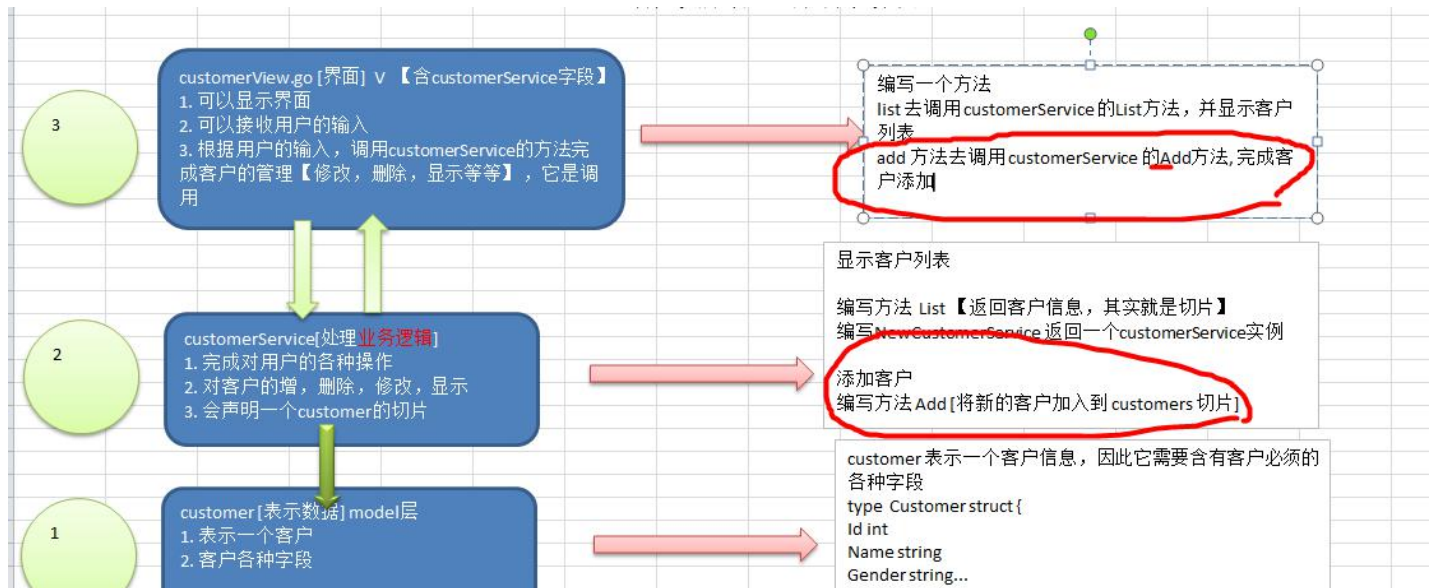 3
customerView.go [界面] V 【含customerService字段】
1. 可以显示界面
2. 可以接收用户的输入
3. 根据用户的输入，调用customerService的方法完
成客户的管理【修改，删除，显示等等】，它是调
用
编写一个方法
list 去调用customerService 的List方法，并显示客户
列表
add 方法去调用customerService 的Add方法, 完成客
户添加
2
customerService[处理业务逻辑]
1. 完成对用户的各种操作
2. 对客户的增，删除，修改，显示
3. 会声明一个customer的切片
显示客户列表
编写方法 List 【返回客户信息，其实就是切片】
编写NewCustomerService 返回一个customerService实例
添加客户
编写方法 Add [将新的客户加入到 customers 切片]
1
customer [表示数据] model层
1. 表示一个客户
2. 客户各种字段
customer 表示一个客户信息，因此它需要含有客户必须的
各种字段
type Customer struct {
Id int
Name string
Gender string...